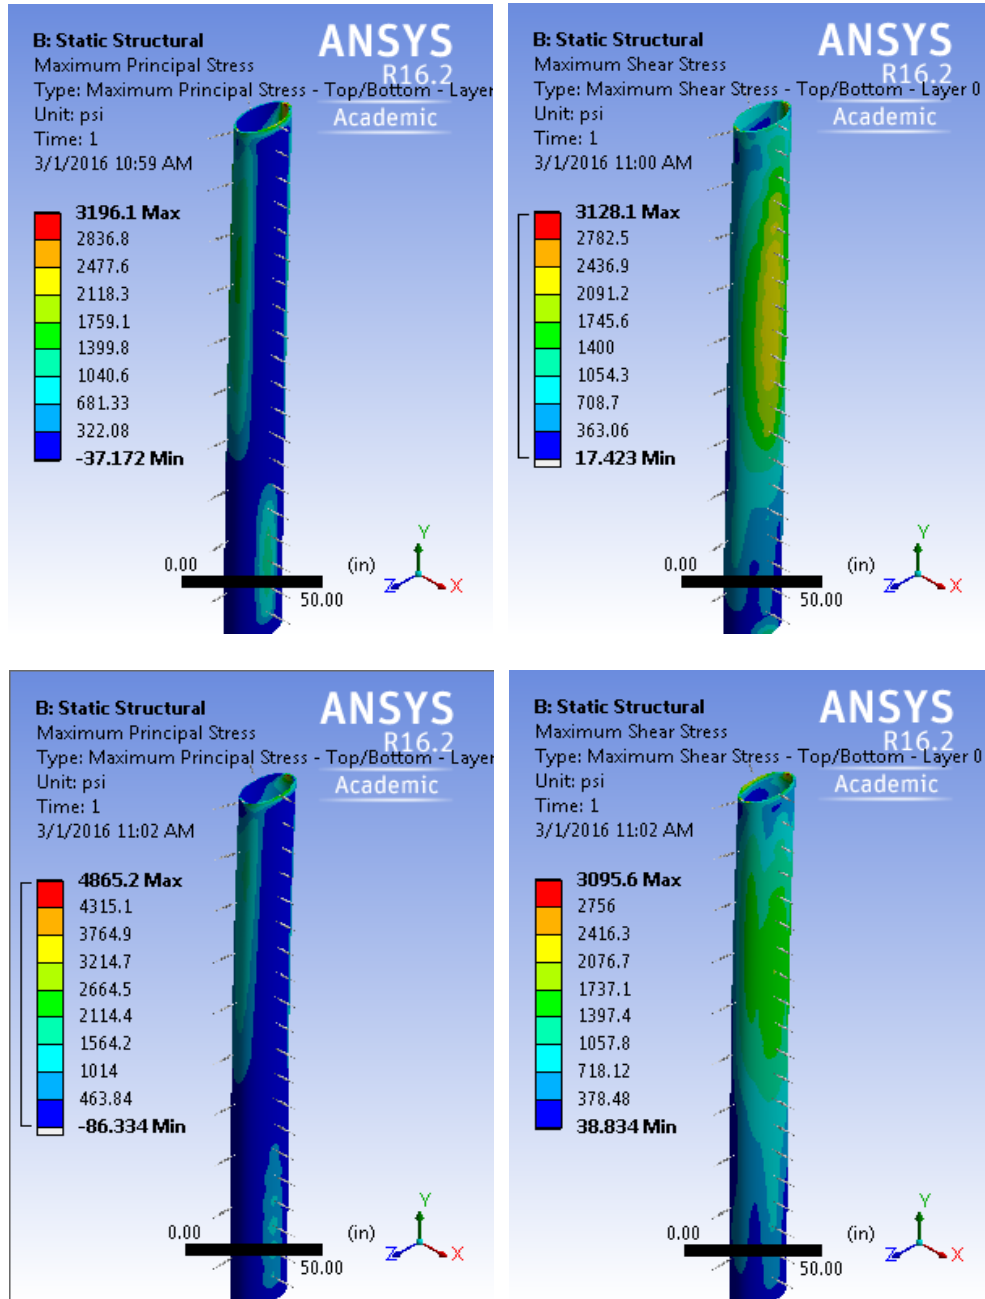 B: Static Structural
Maximum Principal Stress
Type: Maximum Principal Stress - Top/Bottom - Layer
Unit: psi
Time: 1
3/1/2016 10:59 AM
ANSYS
R16.2
Academic
3196.1 Max
2836.8
2477.6
2118.3
1759.1
1399.8
1040.6
681.33
322.08
-37.172 Min
0.00
(in)
50.00
Y
Z
X
B: Static Structural
Maximum Shear Stress
Type: Maximum Shear Stress - Top/Bottom - Layer 0
Unit: psi
Time: 1
3/1/2016 11:00 AM
ANSYS
R16.2
Academic
3128.1 Max
2782.5
2436.9
2091.2
1745.6
1400
1054.3
708.7
363.06
17.423 Min
0.00
(in)
50.00
Y
Z
X
B: Static Structural
Maximum Principal Stress
Type: Maximum Principal Stress - Top/Bottom - Layer
Unit: psi
Time: 1
3/1/2016 11:02 AM
ANSYS
R16.2
Academic
4865.2 Max
4315.1
3764.9
3214.7
2664.5
2114.4
1564.2
1014
463.84
-86.334 Min
0.00
(in)
50.00
Y
Z
X
B: Static Structural
Maximum Shear Stress
Type: Maximum Shear Stress - Top/Bottom - Layer 0
Unit: psi
Time: 1
3/1/2016 11:02 AM
ANSYS
R16.2
Academic
3095.6 Max
2756
2416.3
2076.7
1737.1
1397.4
1057.8
718.12
378.48
38.834 Min
0.00
(in)
50.00
Y
Z
X